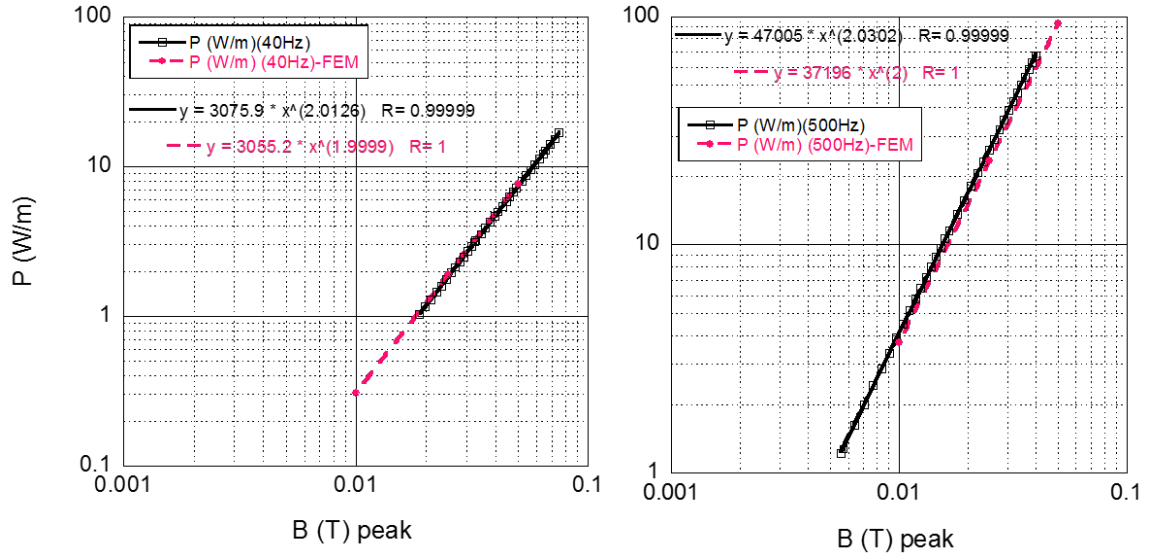 100
P (W/m)(40Hz)
P (W/m) (40Hz)-FEM
y = 3075.9 * x^(2.0126) R= 0.99999
y = 3055.2 * x^(1.9999) R= 1
10
1
0.1
0.001
0.01
0.1
P (W/m)
B (T) peak
100
y = 47005 * x^(2.0302) R= 0.99999
y = 37196 * x^(2) R= 1
P (W/m)(500Hz)
P (W/m) (500Hz)-FEM
10
1
0.001
0.01
0.1
B (T) peak